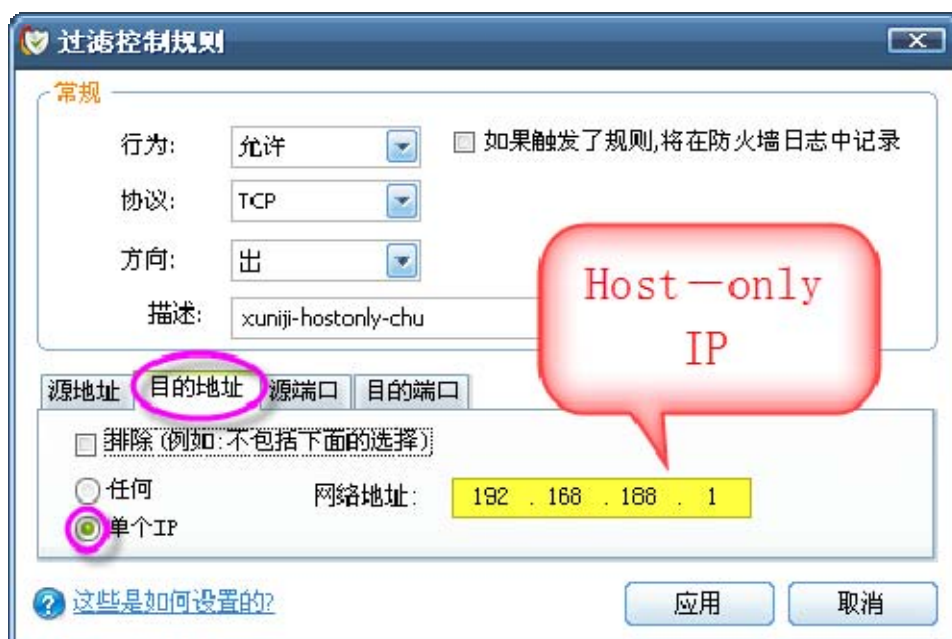 过滤控制规则
常规
行为: 允许 如果触发了规则,将在防火墙日志中记录
协议: TCP
方向: 出
描述: xuniji-hostonly-chu
Host-only
IP
源地址 目的地址 源端口 目的端口
排除(例如:不包括下面的选择)
任何 网络地址: 192 . 168 . 188 . 1
单个IP
这些是如何设置的? 应用 取消